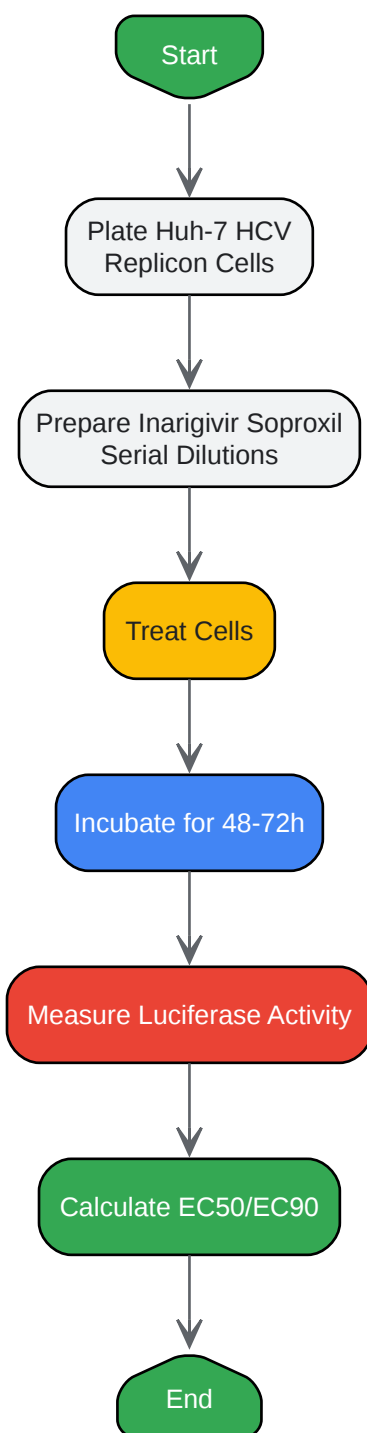 Start
Plate Huh-7 HCV
Replicon Cells
Prepare Inarigivir Soproxil
Serial Dilutions
Treat Cells
Incubate for 48-72h
Measure Luciferase Activity
Calculate EC50/EC90
End